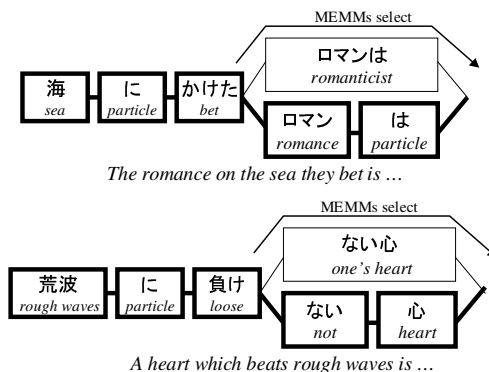 MEMMs select
ロマンは
romanticist
海 に かけた
sea particle bet
ロマン は
romance particle
The romance on the sea they bet is …
MEMMs select
ない心
one's heart
荒波 に 負け
rough waves particle loose
ない 心
not heart
A heart which beats rough waves is …